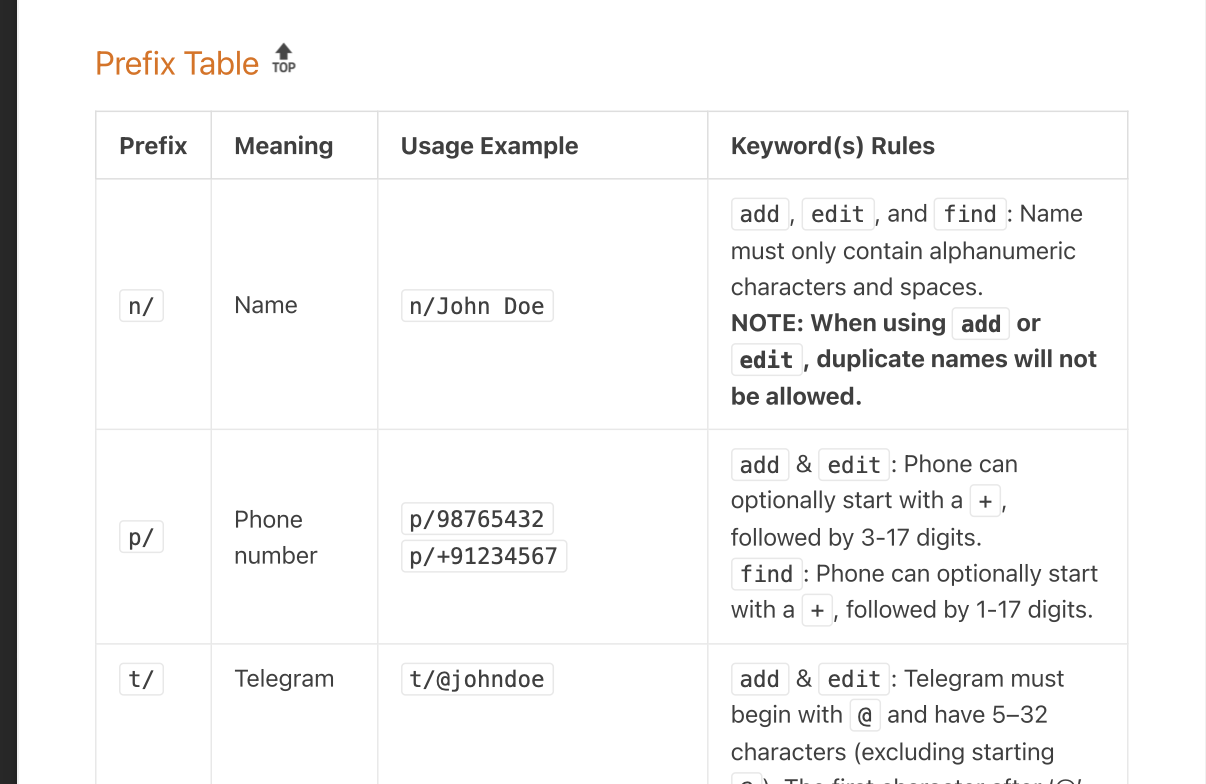 Prefix Table TOP
Prefix Meaning Usage Example Keyword(s) Rules
n/ Name n/John Doe
add, edit, and find: Name
must only contain alphanumeric
characters and spaces.
NOTE: When using add or
edit, duplicate names will not
be allowed.
p/ Phone
number
p/98765432
p/+91234567
add & edit: Phone can
optionally start with a +,
followed by 3-17 digits.
find: Phone can optionally start
with a +, followed by 1-17 digits.
t/ Telegram t/@johndoe
add & edit: Telegram must
begin with @ and have 5–32
characters (excluding starting